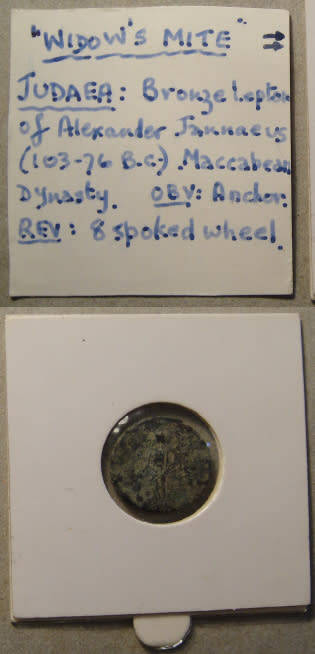 "WIDOW'S MITE" ⇒
JUDAEA: Bronze Lepton
of Alexander Jannaeus
(103-76 B.C.) Maccabean
Dynasty. OBV: Anchor.
REV: 8 spoked wheel.